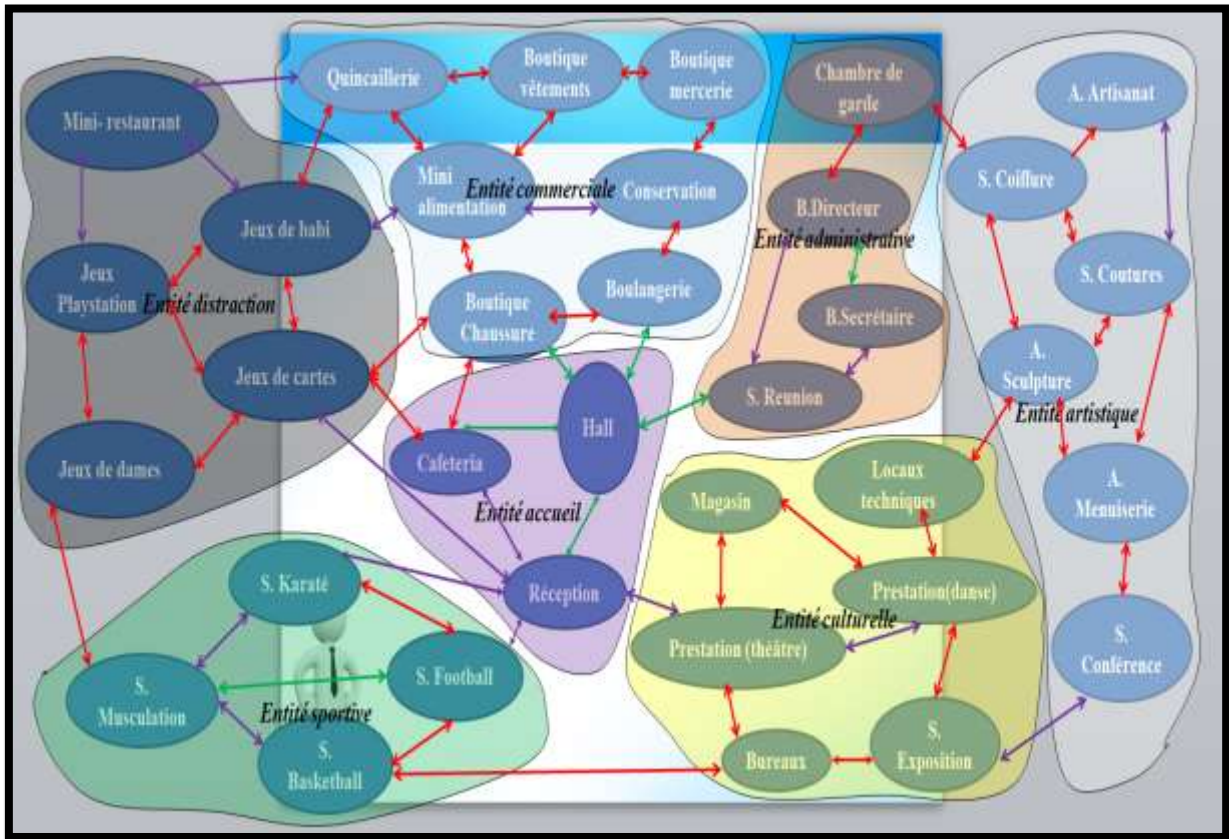 Quincaillerie
Boutique
vêtements
Boutique
mercerie
Chambre de
garde
A. Artisanat
Mini- restaurant
Mini
alimentation
Entité commerciale
Conservation
S. Coiffure
Jeux de babi
B.Directeur
Entité administrative
Jeux
Playstation
Entité distraction
Boutique
Chaussure
Boulangerie
S. Coutures
B.Secrétaire
Jeux de cartes
A.
Sculpture
Entité artistique
S. Reunion
Hall
Jeux de dames
Cafeteria
Entité accueil
Locaux
techniques
Magasin
A.
Menuiserie
S. Karaté
Réception
Prestation(danse)
Entité culturelle
Prestation (théâtre)
S.
Conférence
S.
Musculation
S. Football
Entité sportive
S.
Basketball
Bureaux
S.
Exposition